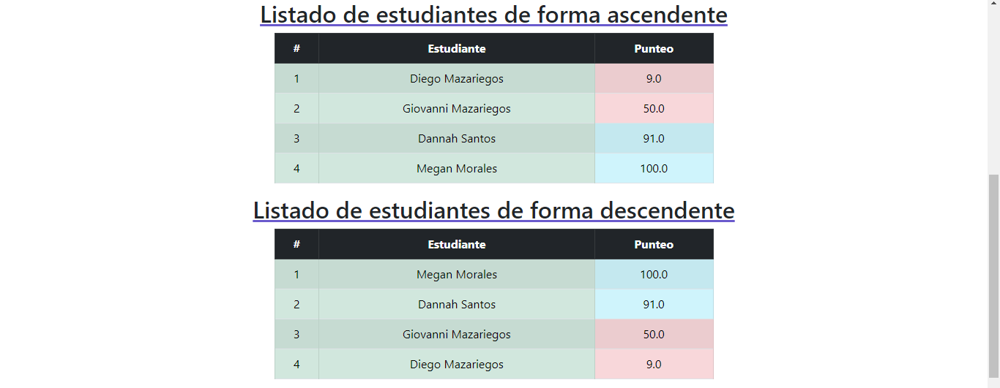 Listado de estudiantes de forma ascendente
# Estudiante Punteo
1 Diego Mazariegos 9.0
2 Giovanni Mazariegos 50.0
3 Dannah Santos 91.0
4 Megan Morales 100.0
Listado de estudiantes de forma descendente
# Estudiante Punteo
1 Megan Morales 100.0
2 Dannah Santos 91.0
3 Giovanni Mazariegos 50.0
4 Diego Mazariegos 9.0